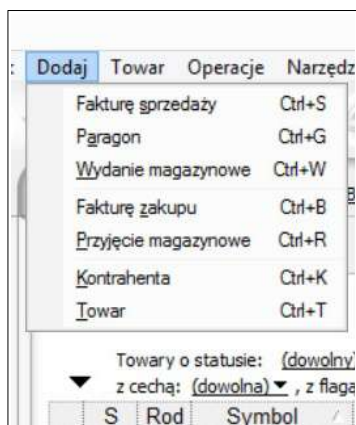 Dodaj Towar Operacje Narzędz
Fakturę sprzedaży Ctrl+S
Paragon Ctrl+G
Wydanie magazynowe Ctrl+W
Fakturę zakupu Ctrl+B
Przyjęcie magazynowe Ctrl+R
Kontrahenta Ctrl+K
Towar Ctrl+T
Towary o statusie: (dowolny)
z cechą: (dowolna) , z flagą
S Rod Symbol